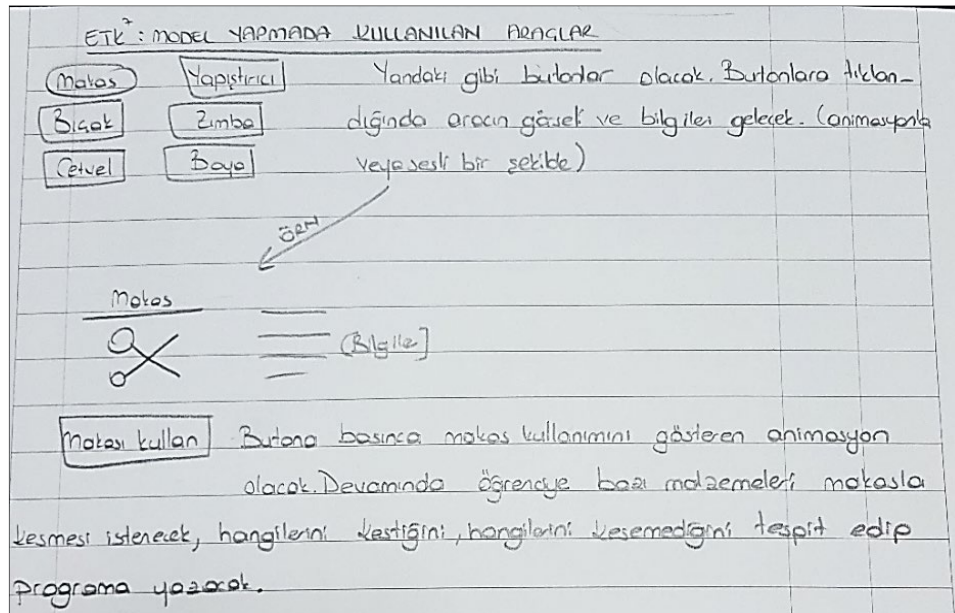 ETK²: MODEL YAPMADA KULLANILAN ARAÇLAR
Makas Yapıştırıcı Yandaki gibi butonlar olacak. Butonlara tıklan-
Bıçak Zımba dığında aracın görseli ve bilgileri gelecek. (animasyonla
Cetvel Boya veya sesli bir şekilde)
ÖRN
Makas
(Bilgiler)
Makası kullan Butona basınca makas kullanımını gösteren animasyon
olacak. Devamında öğrenciye bazı malzemeleri makasla
kesmesi istenecek, hangilerini kestiğini, hangilerini kesemediğini tespit edip
programa yazacak.